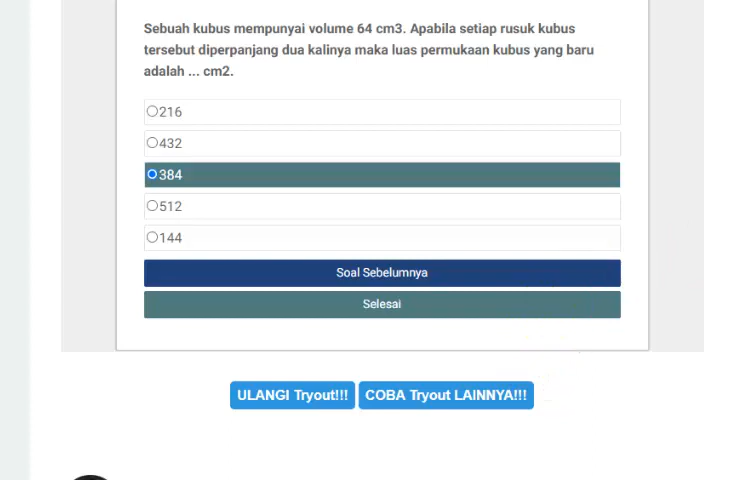 Sebuah kubus mempunyai volume 64 cm3. Apabila setiap rusuk kubus
tersebut diperpanjang dua kalinya maka luas permukaan kubus yang baru
adalah ... cm2.
216
432
384
512
144
Soal Sebelumnya
Selesai
ULANGI Tryout!!! COBA Tryout LAINNYA!!!